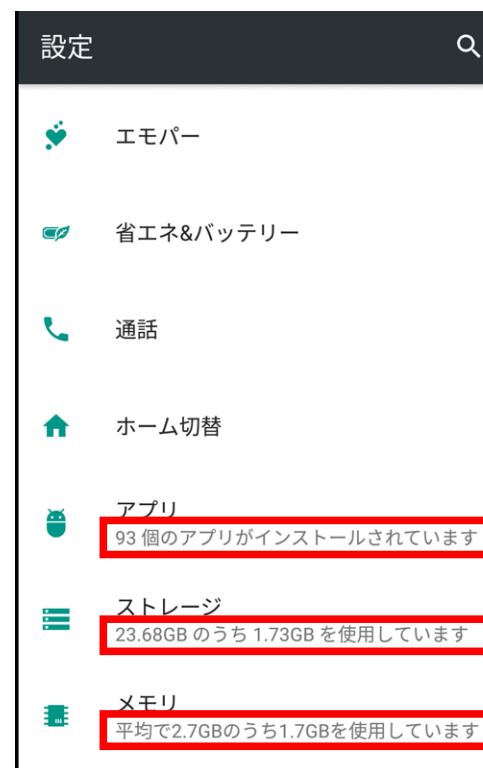 設定
エモパー
省エネ&バッテリー
通話
ホーム切替
アプリ
93 個のアプリがインストールされています
ストレージ
23.68GB のうち 1.73GB を使用しています
メモリ
平均で2.7GBのうち1.7GBを使用しています